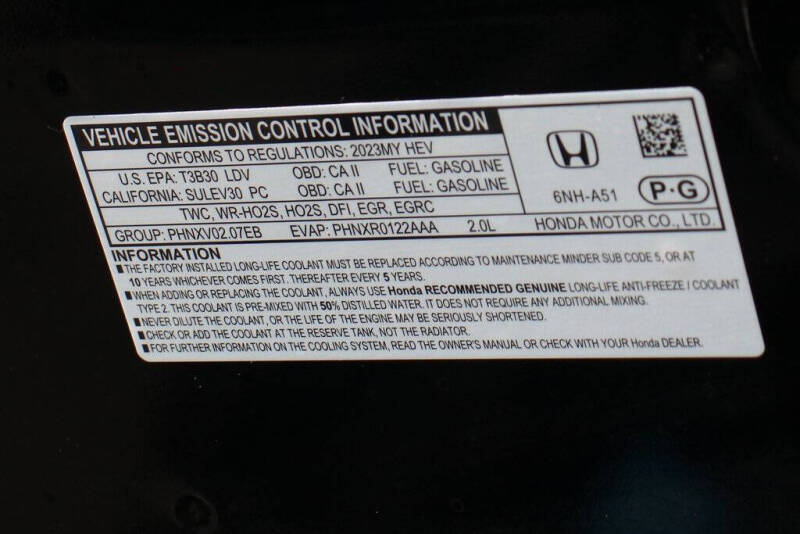 VEHICLE EMISSION CONTROL INFORMATION
CONFORMS TO REGULATIONS: 2023MY HEV
U.S. EPA: T3B30 LDV OBD: CA II FUEL: GASOLINE
CALIFORNIA: SULEV30 PC OBD: CA II FUEL: GASOLINE
TWC, WR-HO2S, HO2S, DFI, EGR, EGRC
GROUP: PHNXV02.07EB EVAP: PHNXR0122AAA 2.0L
6NH-A51
P·G
HONDA MOTOR CO., LTD.
INFORMATION
■THE FACTORY INSTALLED LONG-LIFE COOLANT MUST BE REPLACED ACCORDING TO MAINTENANCE MINDER SUB CODE 5, OR AT
10 YEARS WHICHEVER COMES FIRST. THEREAFTER EVERY 5 YEARS.
■WHEN ADDING OR REPLACING THE COOLANT, ALWAYS USE Honda RECOMMENDED GENUINE LONG-LIFE ANTI-FREEZE / COOLANT
TYPE 2. THIS COOLANT IS PRE-MIXED WITH 50% DISTILLED WATER. IT DOES NOT REQUIRE ANY ADDITIONAL MIXING.
■NEVER DILUTE THE COOLANT, OR THE LIFE OF THE ENGINE MAY BE SERIOUSLY SHORTENED.
■CHECK OR ADD THE COOLANT AT THE RESERVE TANK, NOT THE RADIATOR.
■FOR FURTHER INFORMATION ON THE COOLING SYSTEM, READ THE OWNER'S MANUAL OR CHECK WITH YOUR Honda DEALER.